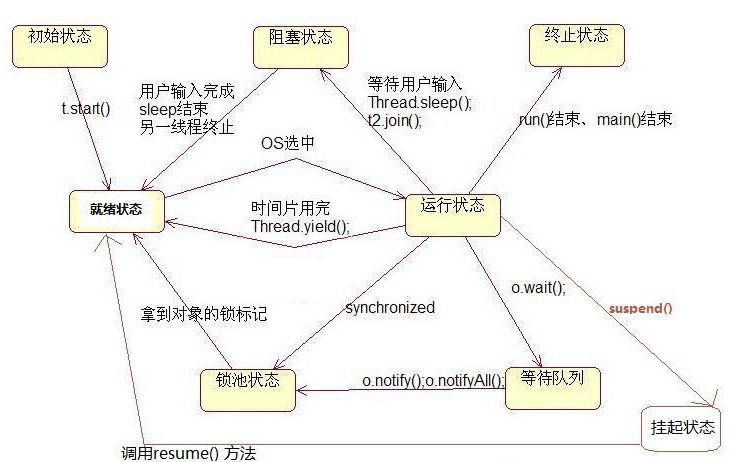 初始状态
阻塞状态
终止状态
t.start()
用户输入完成
sleep结束
另一线程终止
等待用户输入
Thread.sleep();
t2.join();
run()结束、main()结束
OS选中
就绪状态
时间片用完
Thread.yield();
运行状态
拿到对象的锁标记
synchronized
o.wait();
suspend()
锁池状态
o.notify();o.notifyAll();
等待队列
挂起状态
调用resume() 方法